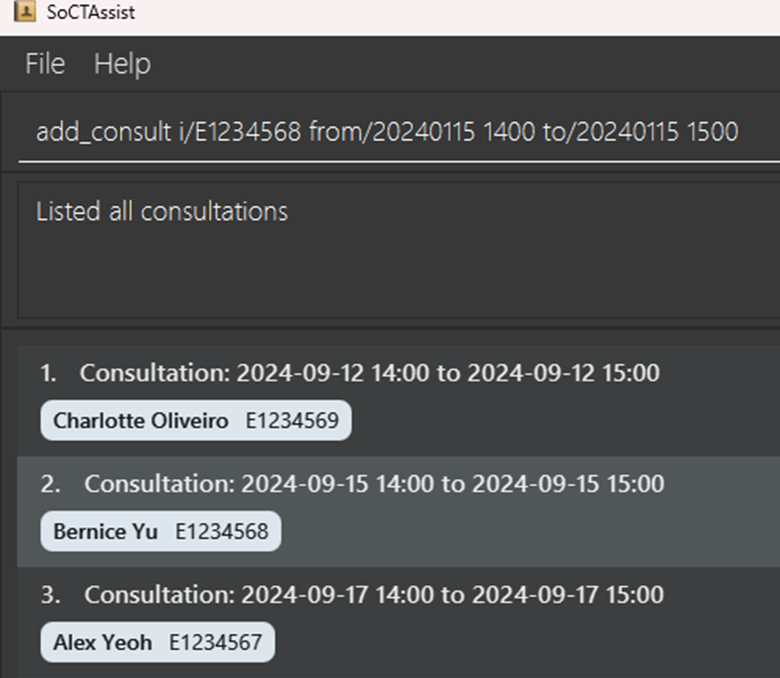 SoCTAssist
File Help
add_consult i/E1234568 from/20240115 1400 to/20240115 1500
Listed all consultations
1. Consultation: 2024-09-12 14:00 to 2024-09-12 15:00
Charlotte Oliveiro E1234569
2. Consultation: 2024-09-15 14:00 to 2024-09-15 15:00
Bernice Yu E1234568
3. Consultation: 2024-09-17 14:00 to 2024-09-17 15:00
Alex Yeoh E1234567